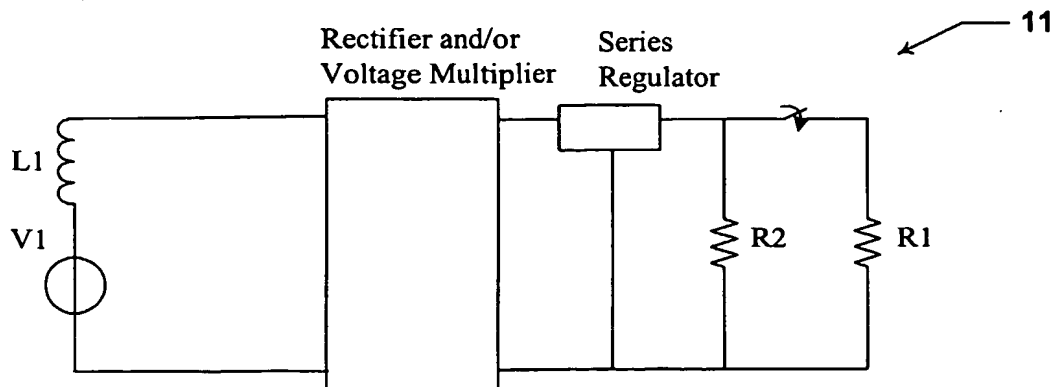 11
Rectifier and/or
Voltage Multiplier
Series
Regulator
L1
V1
R2
R1